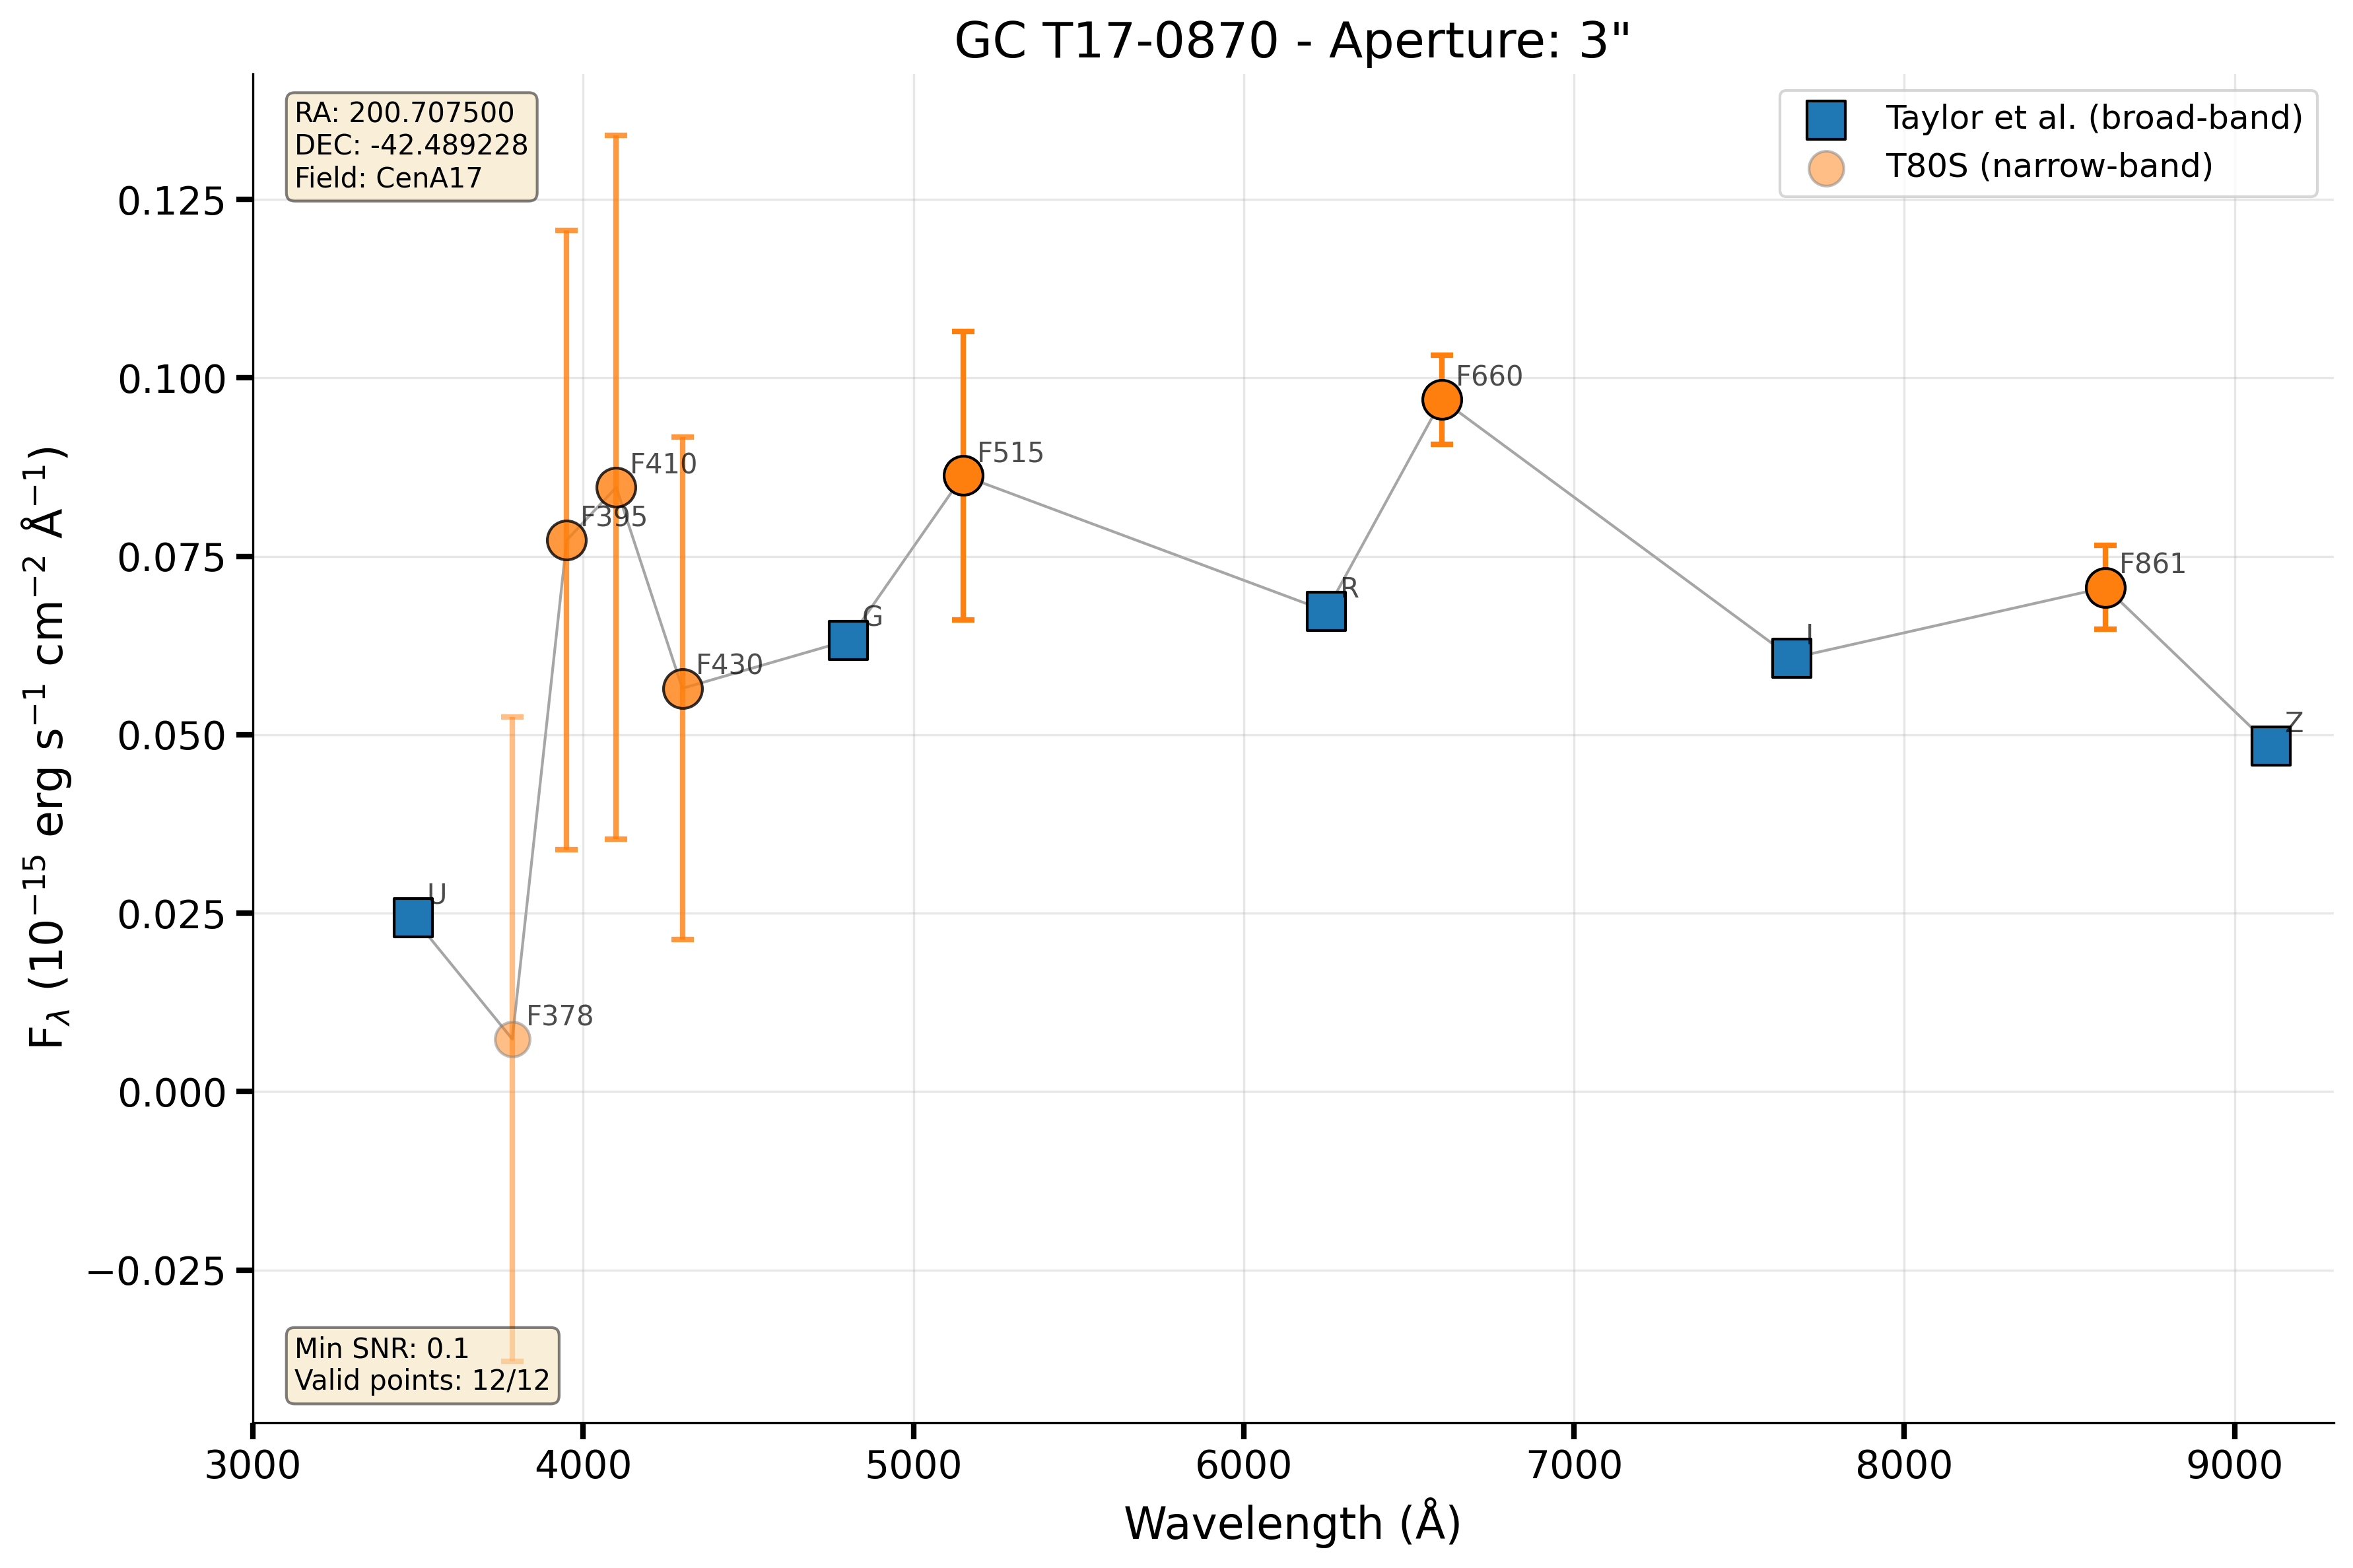 GC T17-0870 - Aperture: 3"
RA: 200.707500
DEC: -42.489228
Field: CenA17
Taylor et al. (broad-band)
T80S (narrow-band)
0.125
0.100
0.075
0.050
0.025
0.000
−0.025
F_λ (10⁻¹⁵ erg s⁻¹ cm⁻² Å⁻¹)
U
F378
F395
F410
F430
G
F515
R
F660
I
F861
Z
Min SNR: 0.1
Valid points: 12/12
3000 4000 5000 6000 7000 8000 9000
Wavelength (Å)